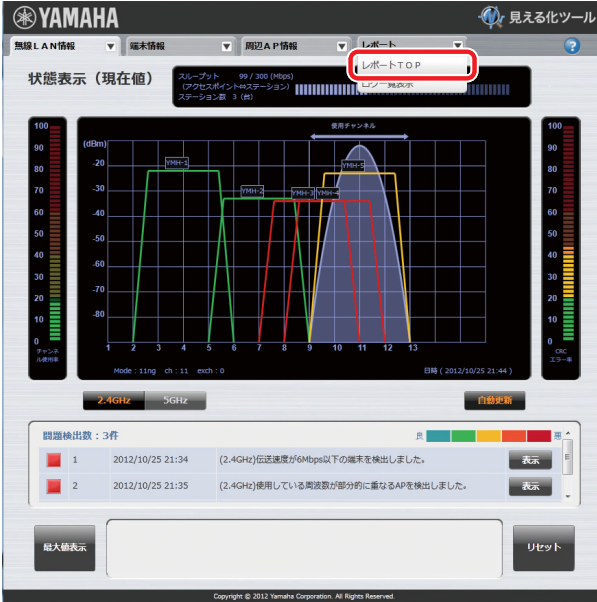 YAMAHA
見える化ツール
無線LAN情報 ▼ 端末情報 ▼ 周辺AP情報 ▼ レポート ▼ ?
レポートTOP
ログ一覧表示
状態表示（現在値）
スループット 99 / 300 (Mbps)
(アクセスポイント⇔ステーション)
ステーション数 3 (台)
100
90
80
70
60
50
40
30
20
10
0
チャンネ
ル使用率
使用チャンネル
(dBm)
-20
-30
-40
-50
-60
-70
-80
YMH-1
YMH-2
YMH-3
YMH-4
YMH-5
1 2 3 4 5 6 7 8 9 10 11 12 13
Mode : 11ng ch : 11 exch : 0
日時 ( 2012/10/25 21:44 )
100
90
80
70
60
50
40
30
20
10
0
CRC
エラー率
2.4GHz 5GHz
自動更新
問題検出数：3件
良 悪
1 2012/10/25 21:34 (2.4GHz)伝送速度が6Mbps以下の端末を検出しました。 表示
2 2012/10/25 21:35 (2.4GHz)使用している周波数が部分的に重なるAPを検出しました。 表示
最大値表示
リセット
Copyright © 2012 Yamaha Corporation. All Rights Reserved.